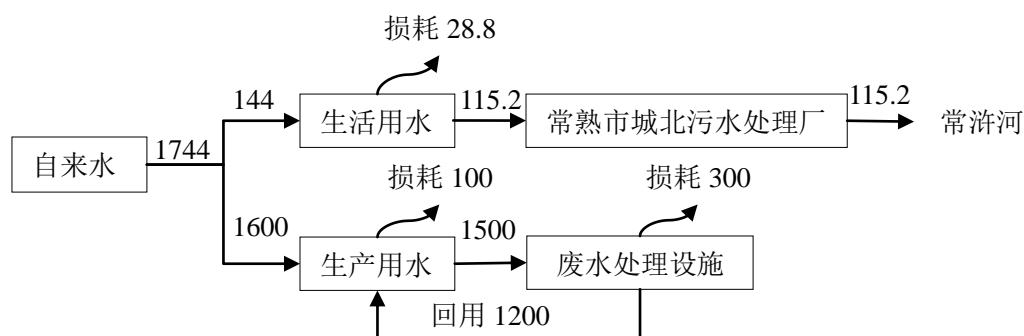 损耗 28.8
144
生活用水
115.2
常熟市城北污水处理厂
115.2
常浒河
自来水
1744
损耗 100
损耗 300
1600
生产用水
1500
废水处理设施
回用 1200